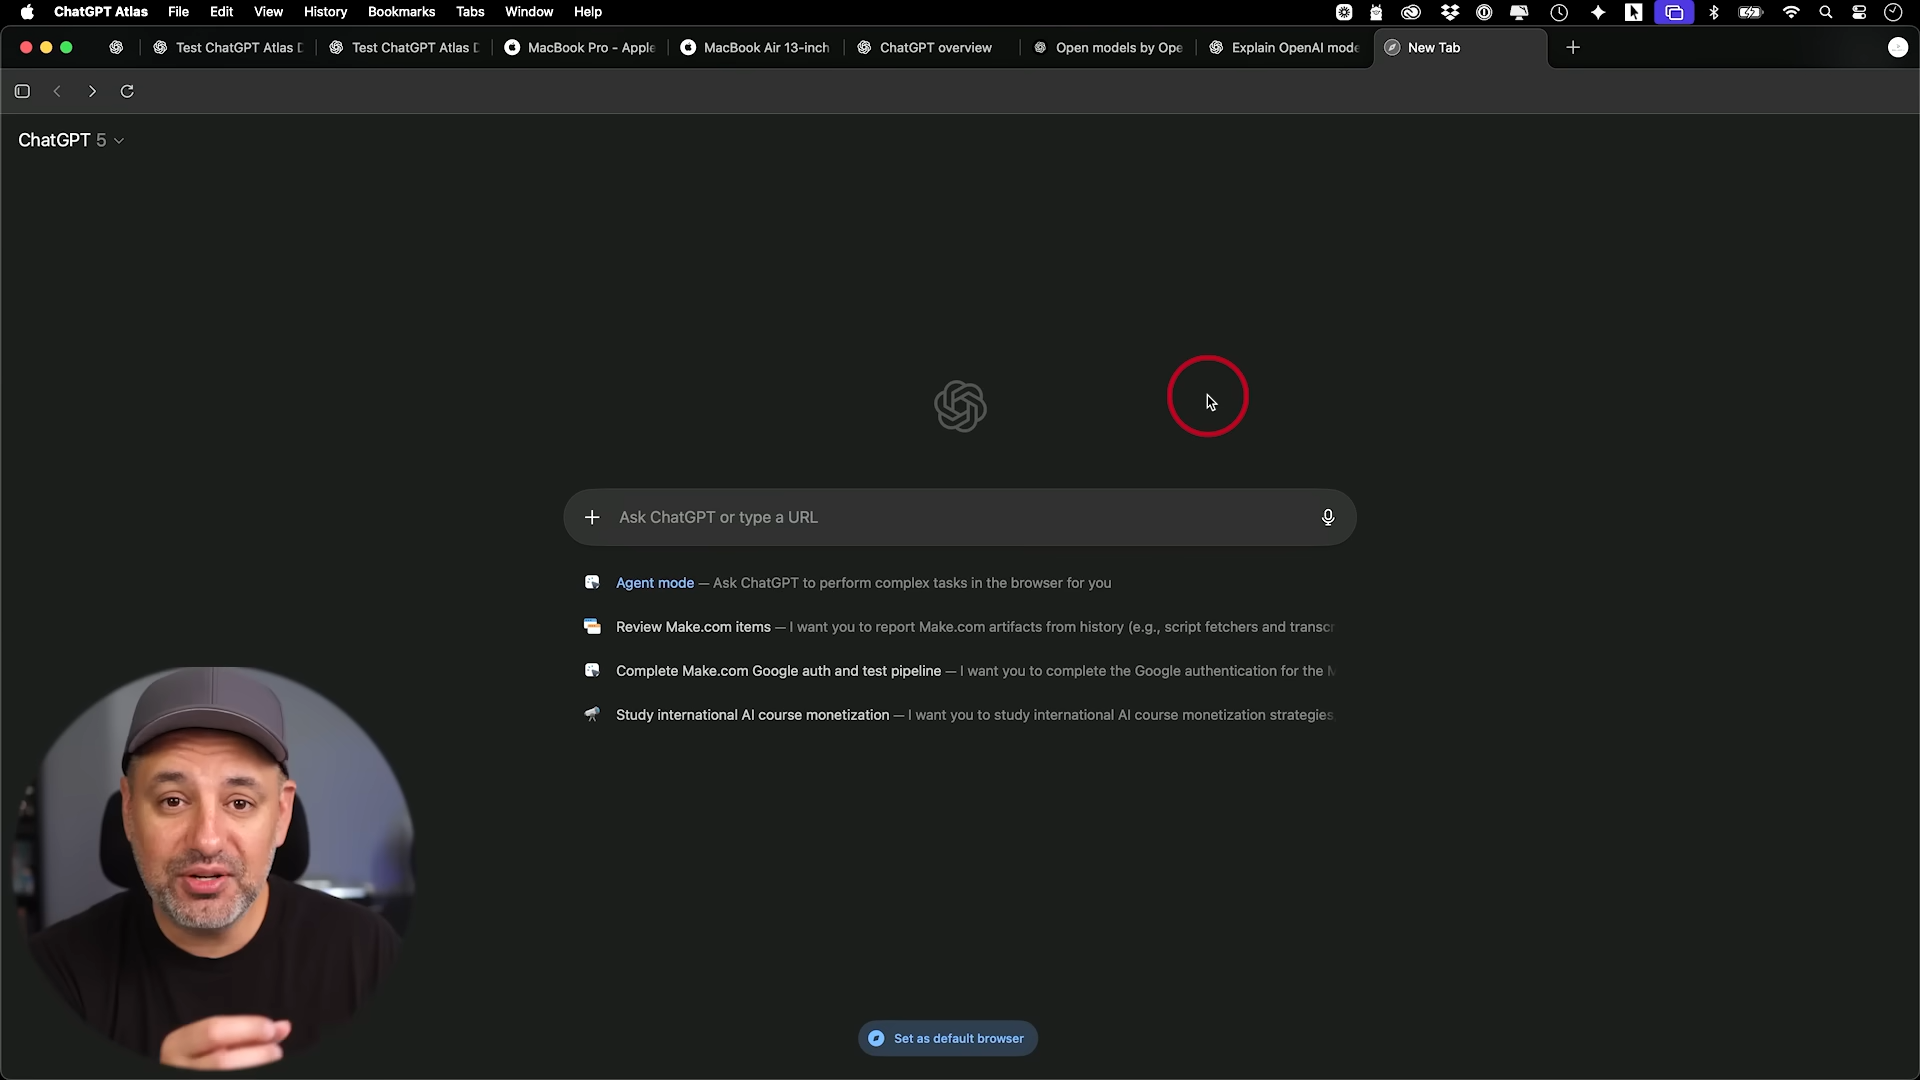 ChatGPT Atlas File Edit View History Bookmarks Tabs Window Help
Test ChatGPT Atlas Test ChatGPT Atlas MacBook Pro - Apple MacBook Air 13-inch ChatGPT overview Open models by Ope Explain OpenAI mode New Tab
ChatGPT 5
Ask ChatGPT or type a URL
Agent mode — Ask ChatGPT to perform complex tasks in the browser for you
Review Make.com items — I want you to report Make.com artifacts from history (e.g., script fetchers and transcr
Complete Make.com Google auth and test pipeline — I want you to complete the Google authentication for the
Study international AI course monetization — I want you to study international AI course monetization strategies
Set as default browser